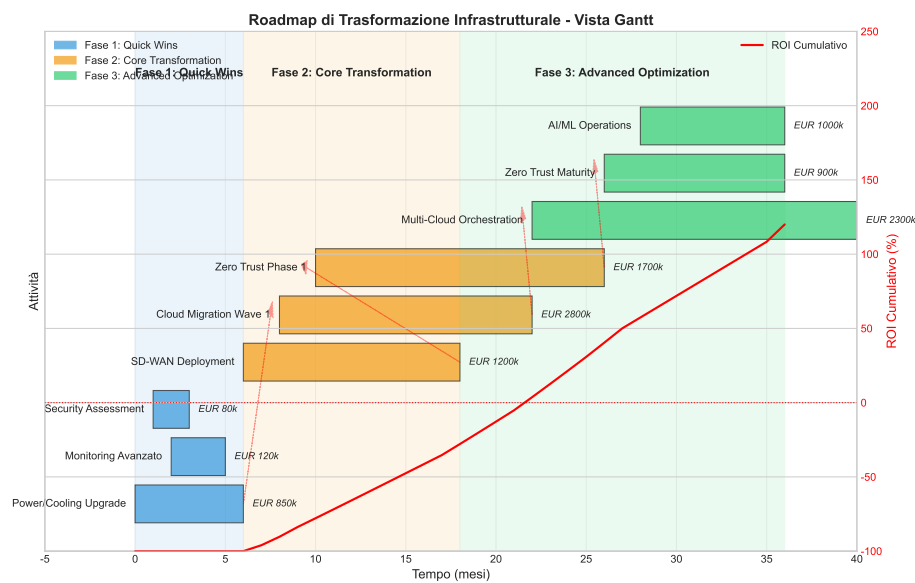 Roadmap di Trasformazione Infrastrutturale - Vista Gantt
Fase 1: Quick Wins
Fase 2: Core Transformation
Fase 3: Advanced Optimization
ROI Cumulativo
Fase 1: Quick Wins
Fase 2: Core Transformation
Fase 3: Advanced Optimization
AI/ML Operations
EUR 1000k
Zero Trust Maturity
EUR 900k
Multi-Cloud Orchestration
EUR 2300k
Zero Trust Phase 1
EUR 1700k
Cloud Migration Wave 1
EUR 2800k
SD-WAN Deployment
EUR 1200k
Security Assessment
EUR 80k
Monitoring Avanzato
EUR 120k
Power/Cooling Upgrade
EUR 850k
Attività
250
200
150
100
50
0
-50
-100
ROI Cumulativo (%)
-5 0 5 10 15 20 25 30 35 40
Tempo (mesi)